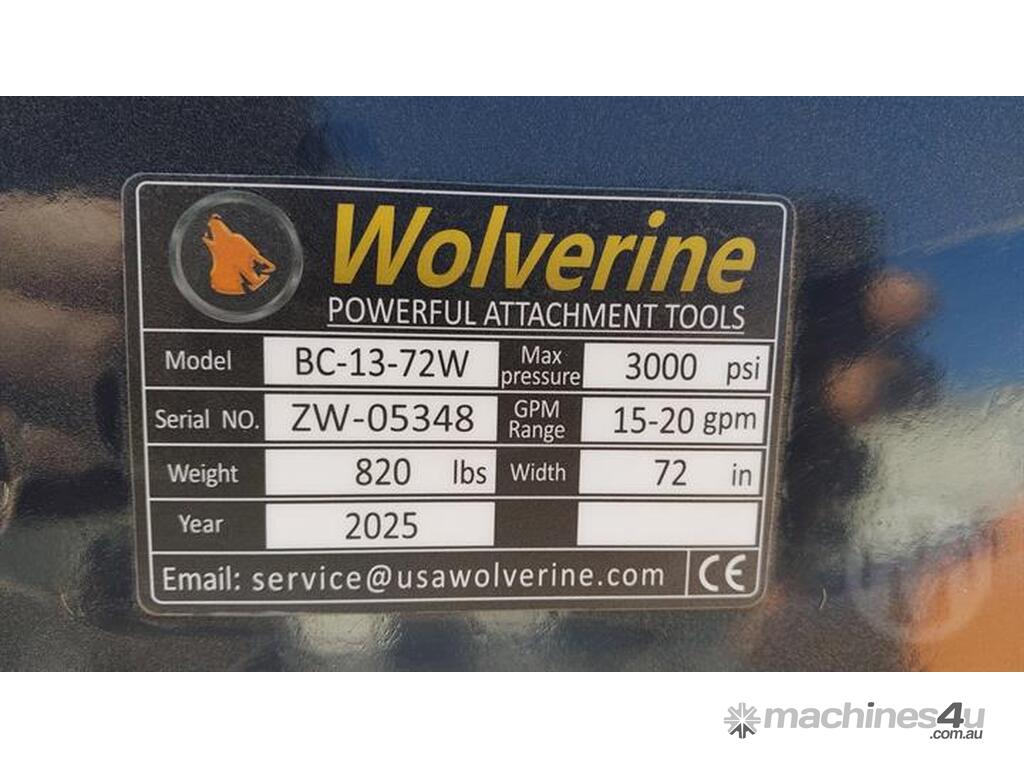 Wolverine
POWERFUL ATTACHMENT TOOLS
Model BC-13-72W Max pressure 3000 psi
Serial NO. ZW-05348 GPM Range 15-20 gpm
Weight 820 lbs Width 72 in
Year 2025
Email: service@usawolverine.com CE
machines4u
.com.au